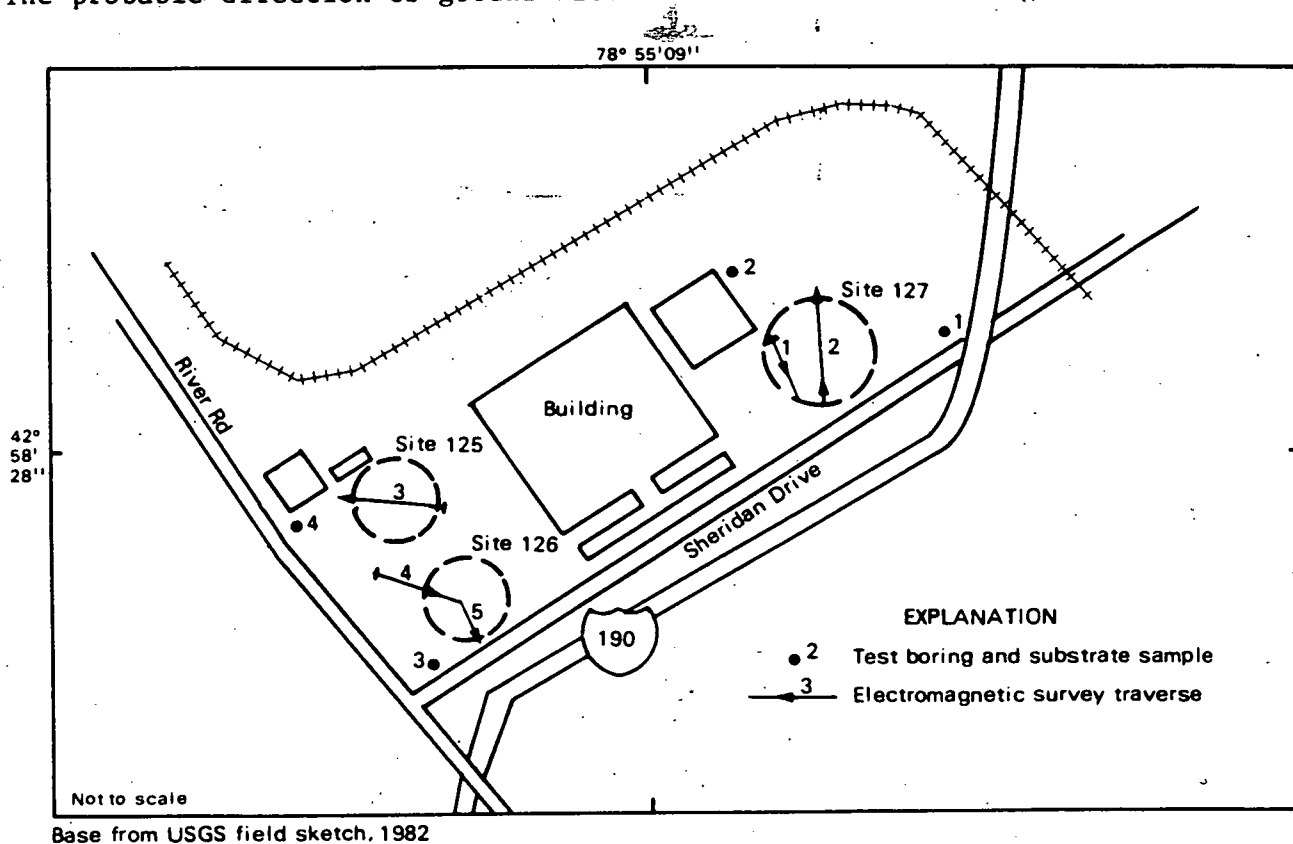 The probable direction of ground
78° 55'09"
2
Site 127
1
1
2
River Rd
Building
42°
58'
28"
Site 125
3
4
Site 126
Sheridan Drive
4
5
EXPLANATION
190
3
2 Test boring and substrate sample
3 Electromagnetic survey traverse
Not to scale
Base from USGS field sketch, 1982